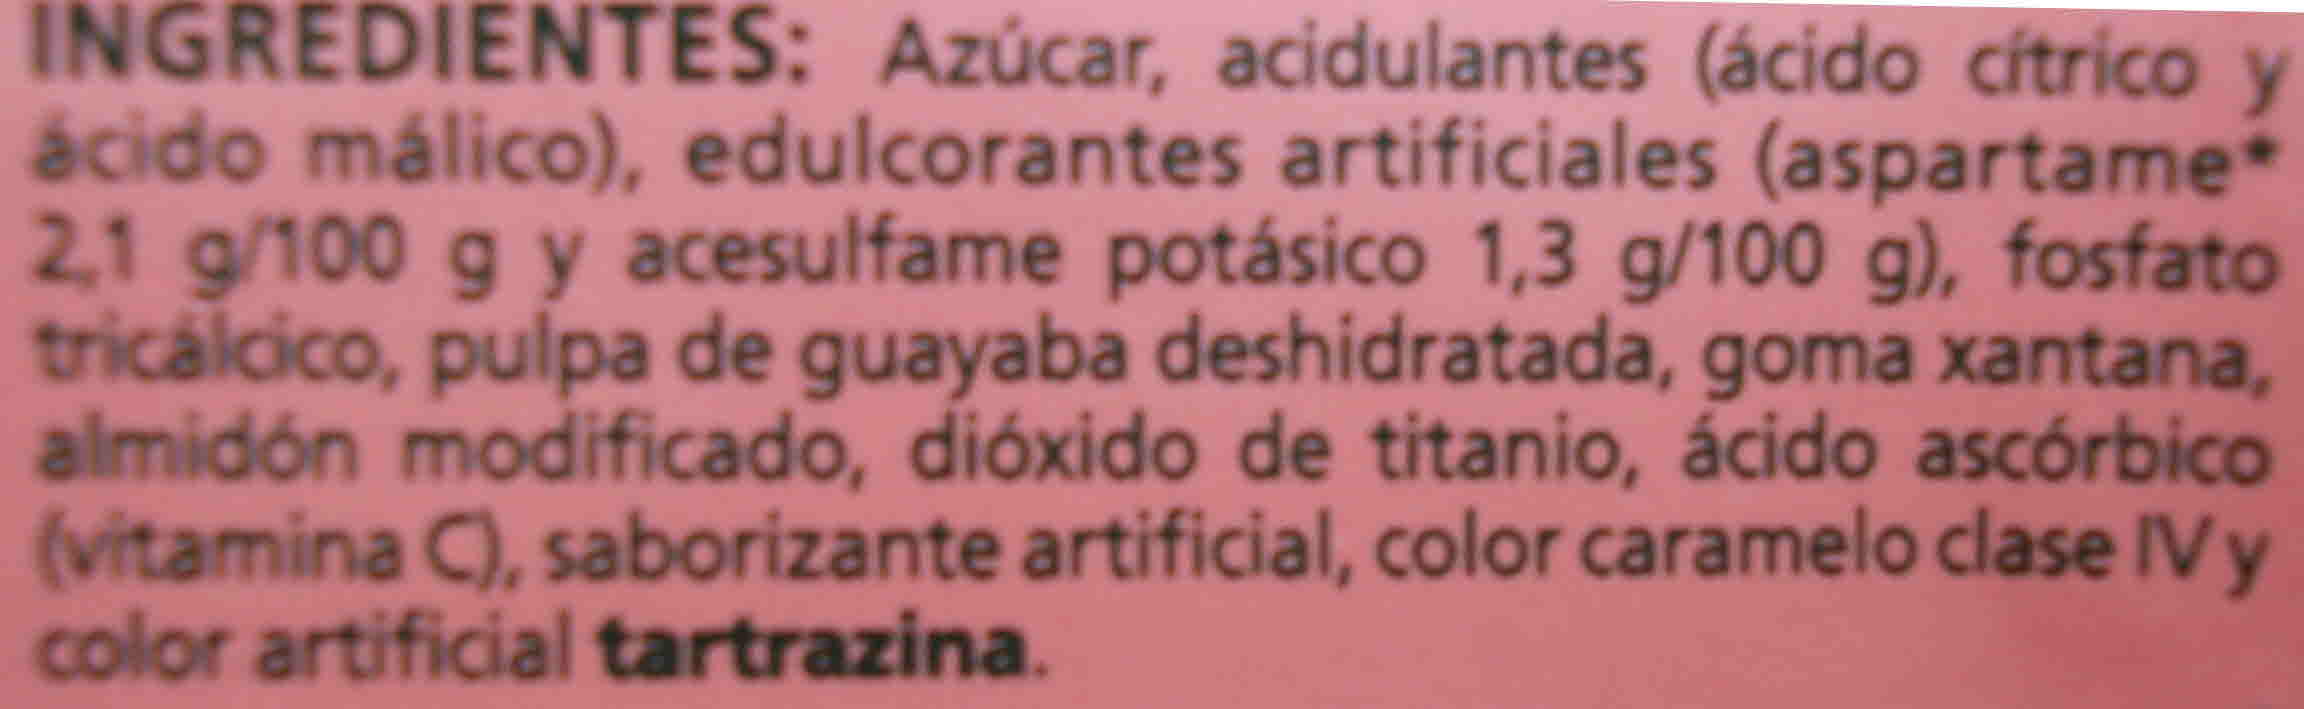 INGREDIENTES: Azúcar, acidulantes (ácido cítrico y
ácido málico), edulcorantes artificiales (aspartame*
2,1 g/100 g y acesulfame potásico 1,3 g/100 g), fosfato
tricálcico, pulpa de guayaba deshidratada, goma xantana,
almidón modificado, dióxido de titanio, ácido ascórbico
(vitamina C), saborizante artificial, color caramelo clase IV y
color artificial tartrazina.